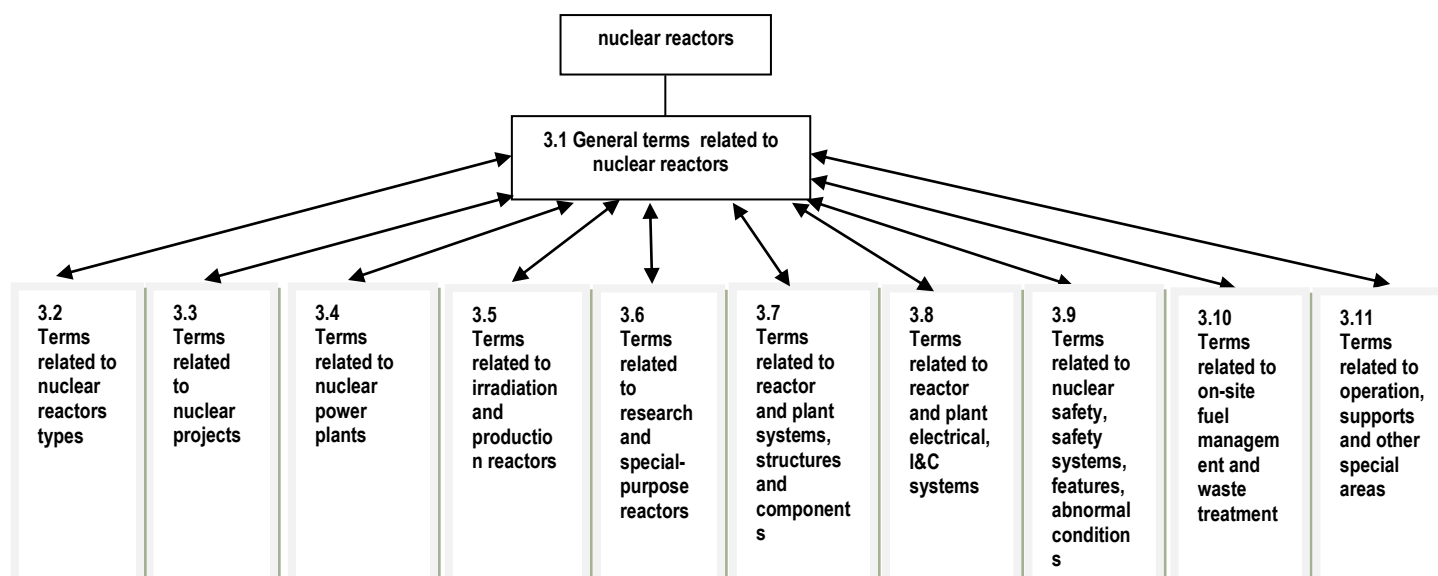 nuclear reactors
3.1 General terms related to
nuclear reactors
3.2
Terms
related to
nuclear
reactors
types
3.3
Terms
related
to
nuclear
projects
3.4
Terms
related to
nuclear
power
plants
3.5
Terms
related to
irradiation
and
productio
n reactors
3.6
Terms
related
to
research
and
special-
purpose
reactors
3.7
Terms
related to
reactor
and plant
systems,
structures
and
component
s
3.8
Terms
related to
reactor
and plant
electrical,
I&C
systems
3.9
Terms
related to
nuclear
safety,
safety
systems,
features,
abnormal
condition
s
3.10
Terms
related to
on-site
fuel
managem
ent and
waste
treatment
3.11
Terms
related to
operation,
supports
and other
special
areas